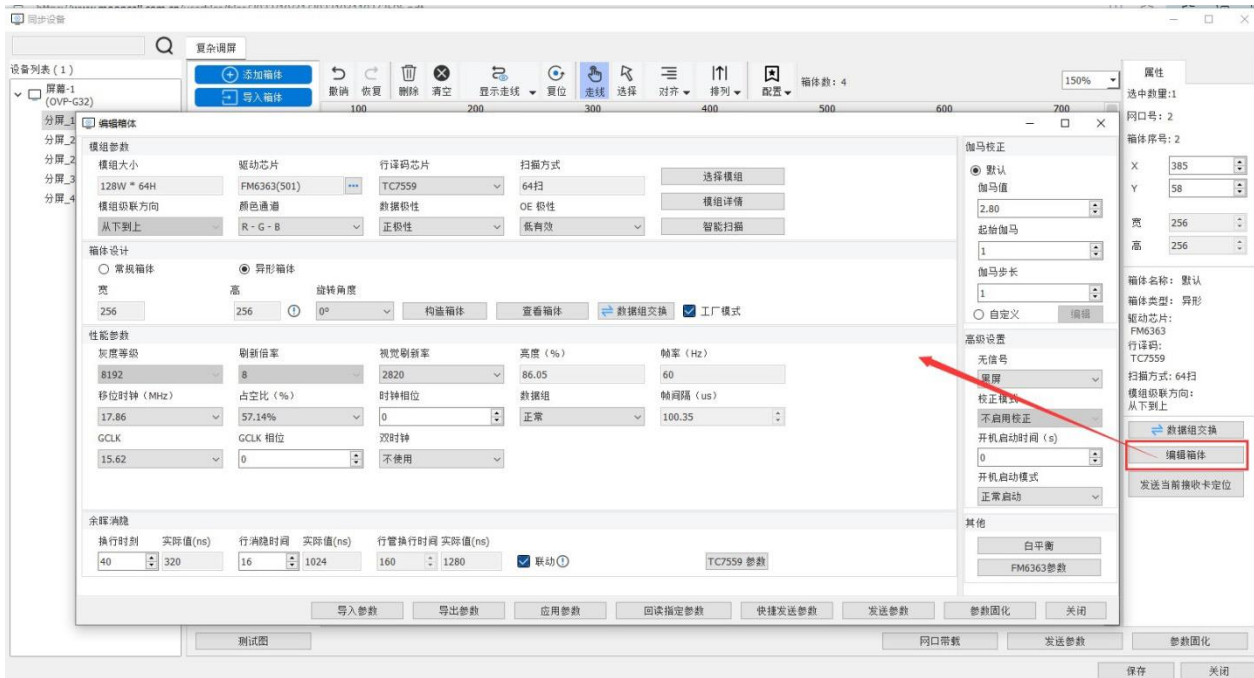 同步设备
复杂调屏
设备列表 (1)
屏幕-1
(OVP-G32)
分屏_1
分屏_2
分屏_2
分屏_3
分屏_4
添加箱体
导入箱体
撤销 恢复 删除 清空 显示走线 复位 走线 选择 对齐 排列 配置 箱体数: 4
150%
100 200 300 400 500 600 700
编辑箱体
模组参数
模组大小 驱动芯片 行译码芯片 扫描方式
128W * 64H FM6363(501) ••• TC7559 64扫 选择模组
模组级联方向 颜色通道 数据极性 OE 极性 模组详情
从下到上 R - G - B 正极性 低有效 智能扫描
箱体设计
常规箱体 异形箱体
宽 高 旋转角度
256 256 0° 构造箱体 查看箱体 数据组交换 工厂模式
性能参数
灰度等级 刷新倍率 视觉刷新率 亮度 (%) 帧率 (Hz)
8192 8 2820 86.05 60
移位时钟 (MHz) 占空比 (%) 时钟相位 数据组 帧间隔 (us)
17.86 57.14% 0 正常 100.35
GCLK GCLK 相位 双时钟
15.62 0 不使用
余晖消隐
换行时刻 实际值(ns) 行消隐时间 实际值(ns) 行管换行时间 实际值(ns)
40 320 16 1024 160 1280 联动 TC7559 参数
伽马校正
默认
伽马值
2.80
起始伽马
1
伽马步长
1
自定义 编辑
高级设置
无信号
黑屏
校正模式
不启用校正
开机启动时间 (s)
0
开机启动模式
正常启动
其他
白平衡
FM6363参数
导入参数 导出参数 应用参数 回读指定参数 快捷发送参数 发送参数 参数固化 关闭
属性
选中数量:1
网口号: 2
箱体序号: 2
X 385
Y 58
宽 256
高 256
箱体名称: 默认
箱体类型: 异形
驱动芯片:
FM6363
行译码:
TC7559
扫描方式: 64扫
模组级联方向:
从下到上
数据组交换
编辑箱体
发送当前接收卡定位
测试图 网口带载 发送参数 参数固化
保存 关闭